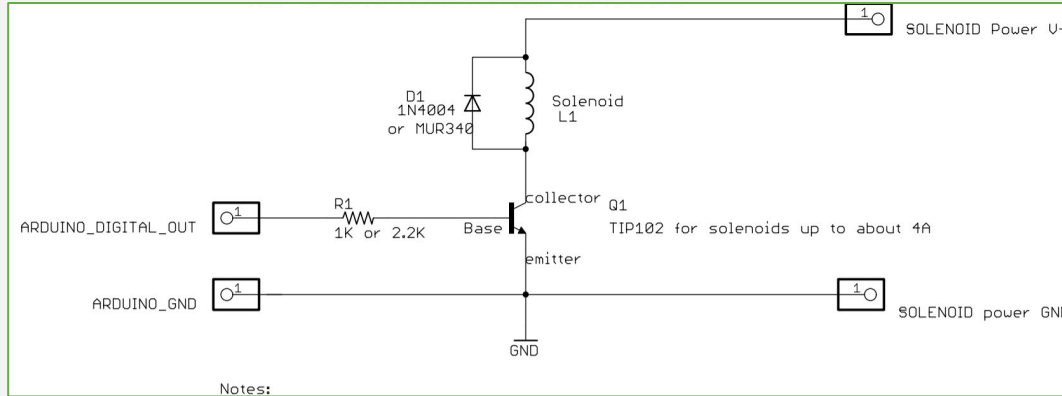 1
SOLENOID Power V-
D1
1N4004
or MUR340
Solenoid
L1
collector
Q1
ARDUINO_DIGITAL_OUT
1
R1
1K or 2.2K
Base
TIP102 for solenoids up to about 4A
emitter
ARDUINO_GND
1
1
SOLENOID power GND
GND
Notes: